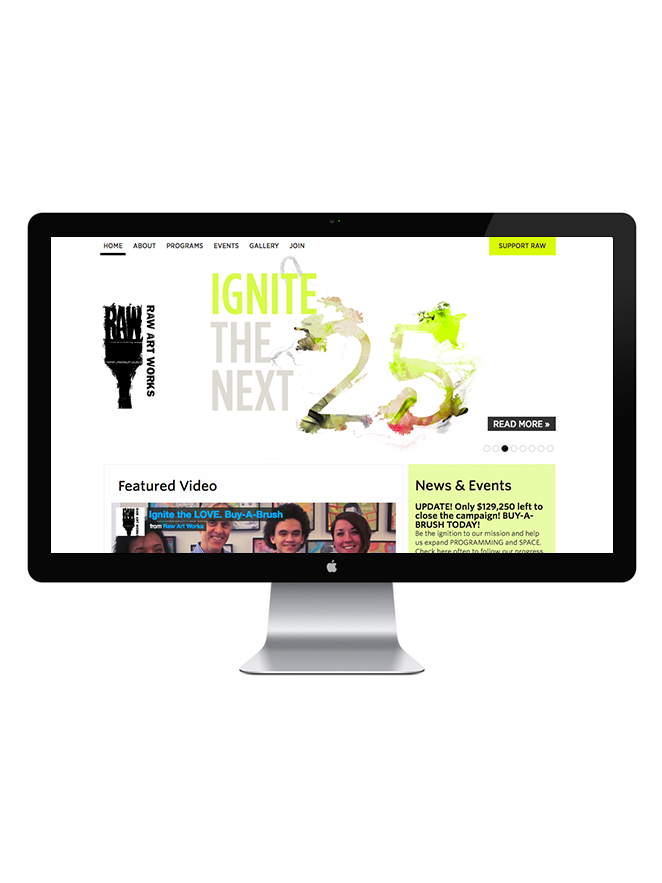 HOME ABOUT PROGRAMS EVENTS GALLERY JOIN SUPPORT RAW
RAW
RAW ART WORKS
IGNITE
THE
NEXT
25
READ MORE »
Featured Video
Ignite the LOVE. Buy-A-Brush
from Raw Art Works
News & Events
UPDATE! Only $129,250 left to
close the campaign! BUY-A-
BRUSH TODAY!
Be the ignition to our mission and help
us expand PROGRAMMING and SPACE.
Check here often to follow our progress